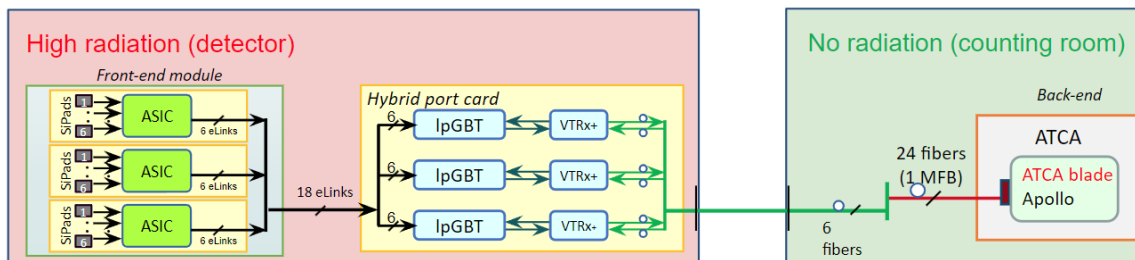 High radiation (detector)
Front-end module
SiPads
1
6
ASIC
6 eLinks
SiPads
1
6
ASIC
6 eLinks
SiPads
1
6
ASIC
6 eLinks
18 eLinks
Hybrid port card
6
lpGBT
VTRx+
6
lpGBT
VTRx+
6
lpGBT
VTRx+
No radiation (counting room)
6
fibers
24 fibers
(1 MFB)
Back-end
ATCA
ATCA blade
Apollo